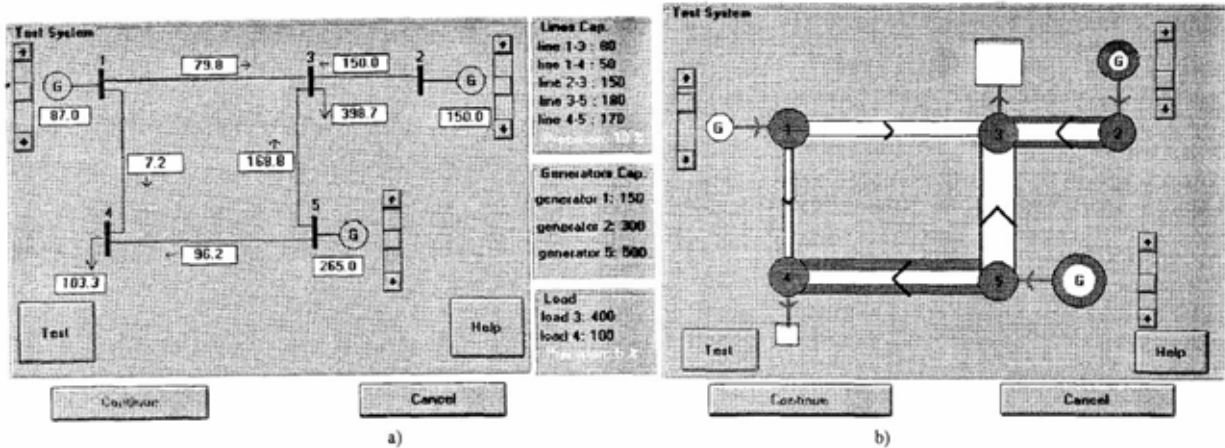 Test System
1
79.8
3
150.0
2
G
87.0
398.7
G
150.0
7.2
168.8
4
5
G
96.2
103.3
265.0
Test
Help
Continue
Cancel
a)
Lines Cap.
line 1-3 : 80
line 1-4 : 50
line 2-3 : 150
line 3-5 : 180
line 4-5 : 170
Precision: 10 %
Generators Cap.
generator 1: 150
generator 2: 300
generator 5: 500
Load
load 3: 400
load 4: 100
Precision: 5 %
Test System
G
G
1
3
2
4
5
G
Test
Help
Continue
Cancel
b)